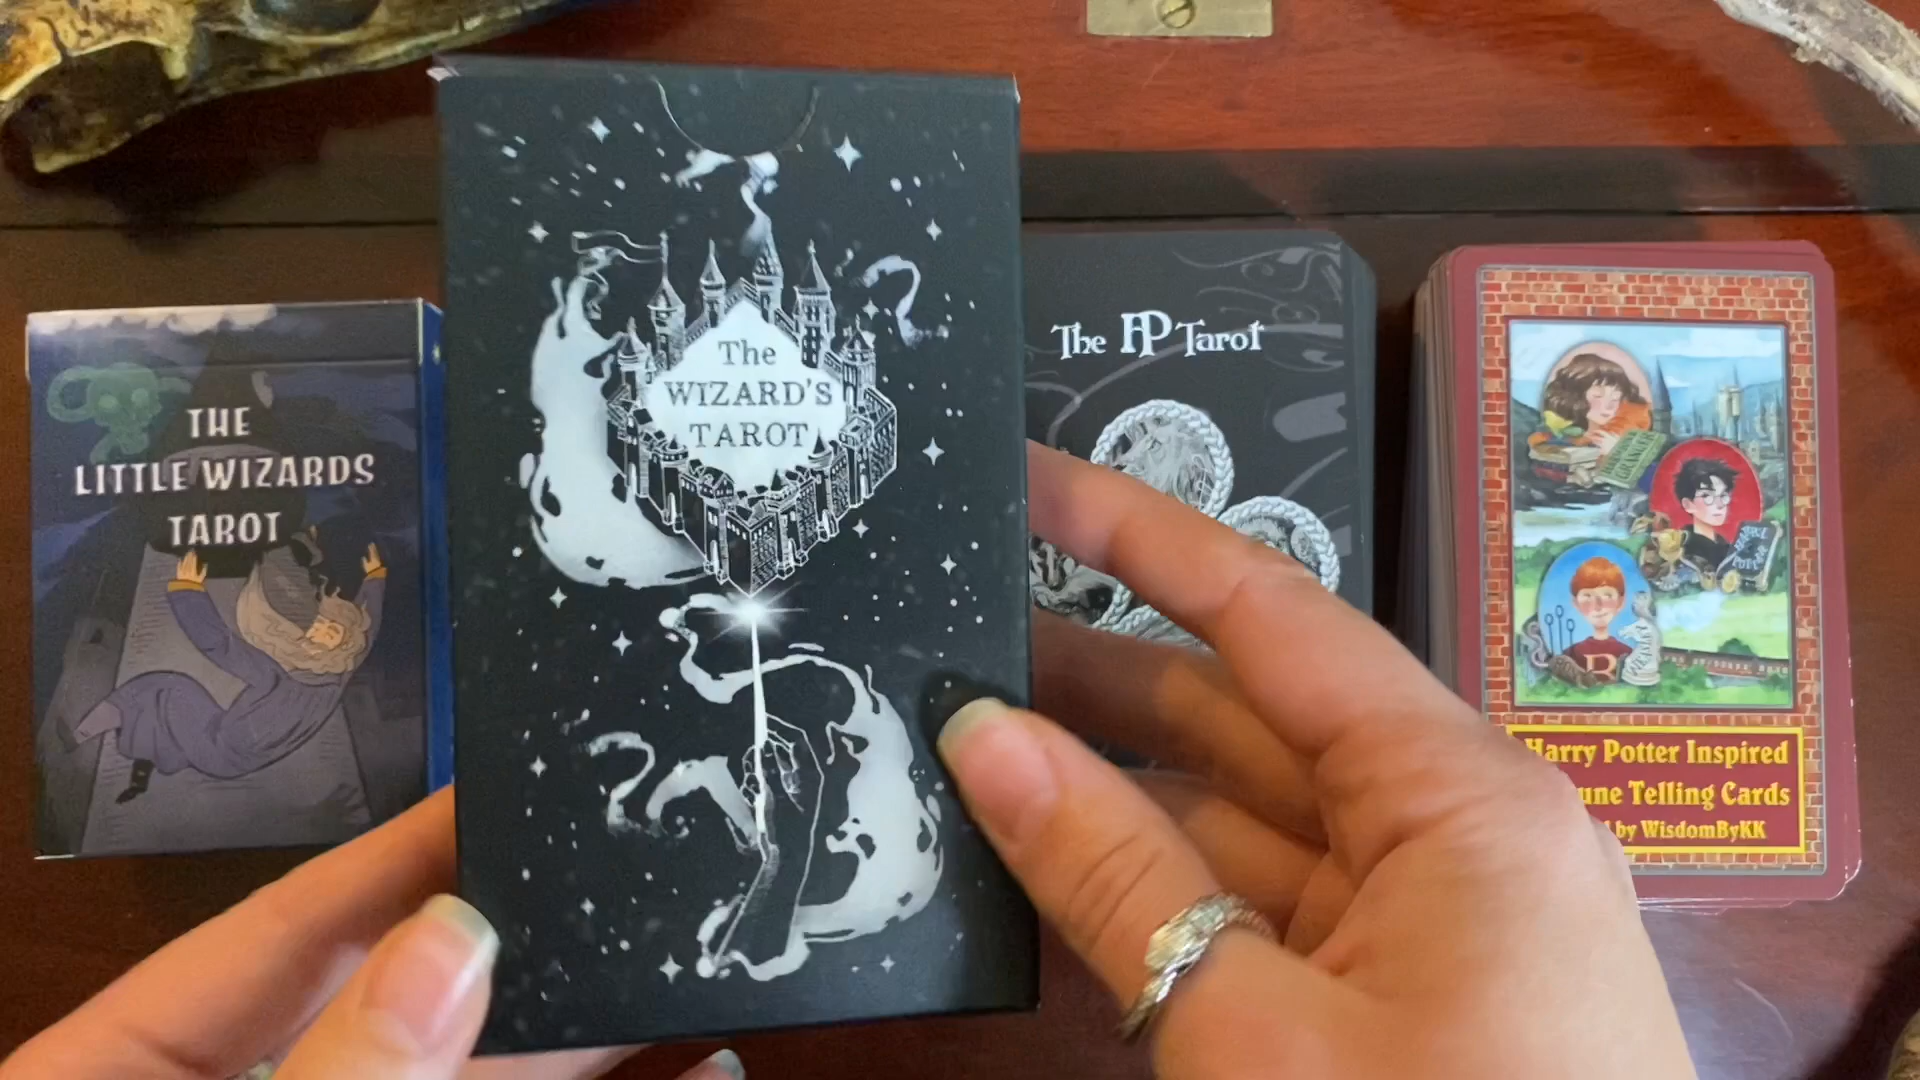 THE
LITTLE WIZARDS
TAROT
The
WIZARD'S
TAROT
The HP Tarot
Harry Potter Inspired
une Telling Cards
by WisdomByKK